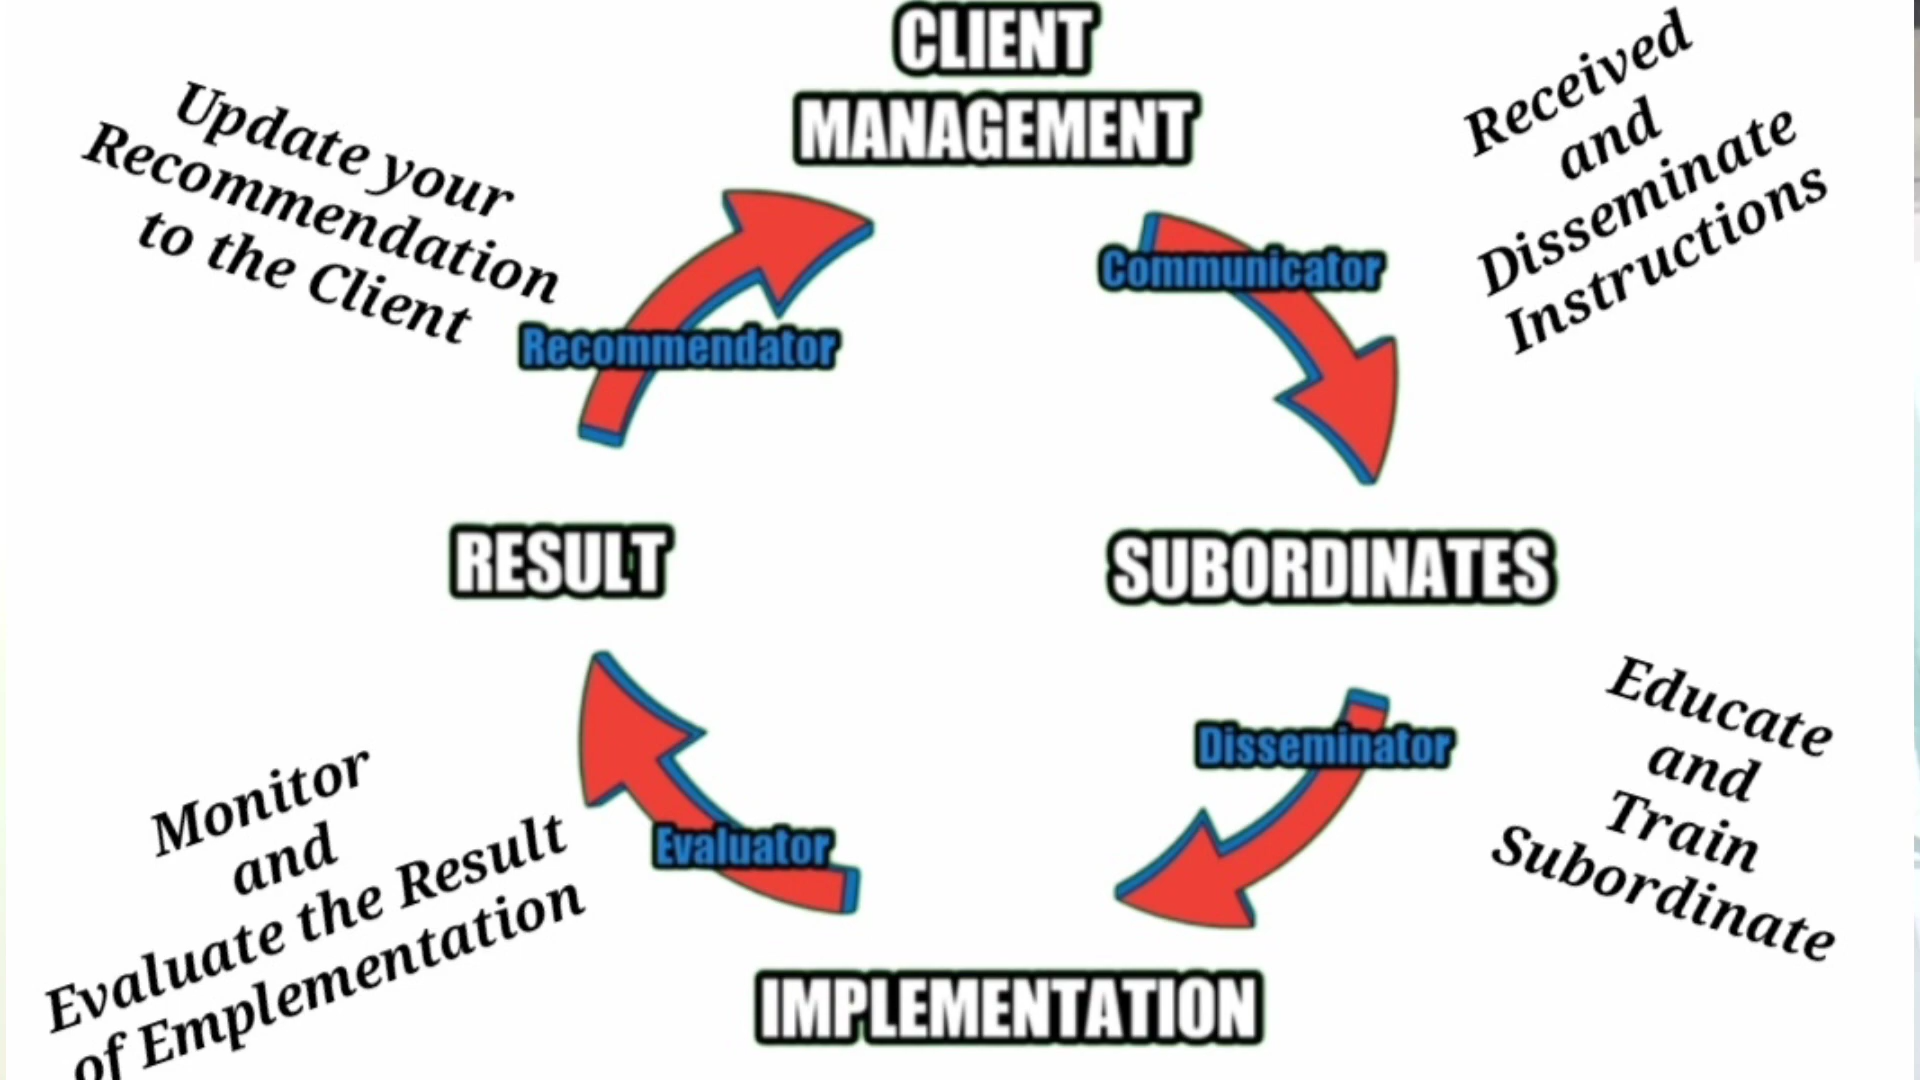 CLIENT
MANAGEMENT
Received
and
Disseminate
Instructions
Update your
Recommendation
to the Client
Communicator
Recommendator
RESULT
SUBORDINATES
Educate
and
Train
Subordinate
Disseminator
Monitor
and
Evaluate the Result
of Emplementation
Evaluator
IMPLEMENTATION